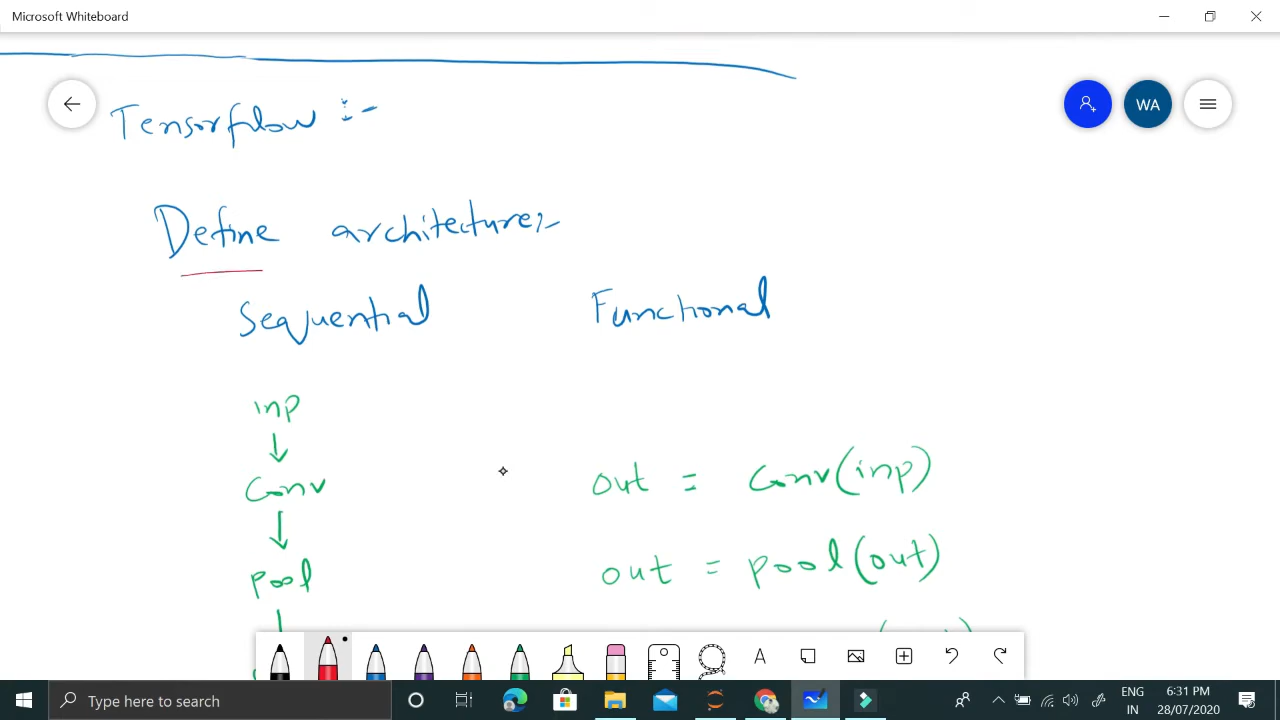 Microsoft Whiteboard
WA
Tensorflow :-
Define architecture:-
Sequential Functional
inp
Conv out = Conv(inp)
pool out = pool(out)
A
Type here to search
ENG
IN
6:31 PM
28/07/2020